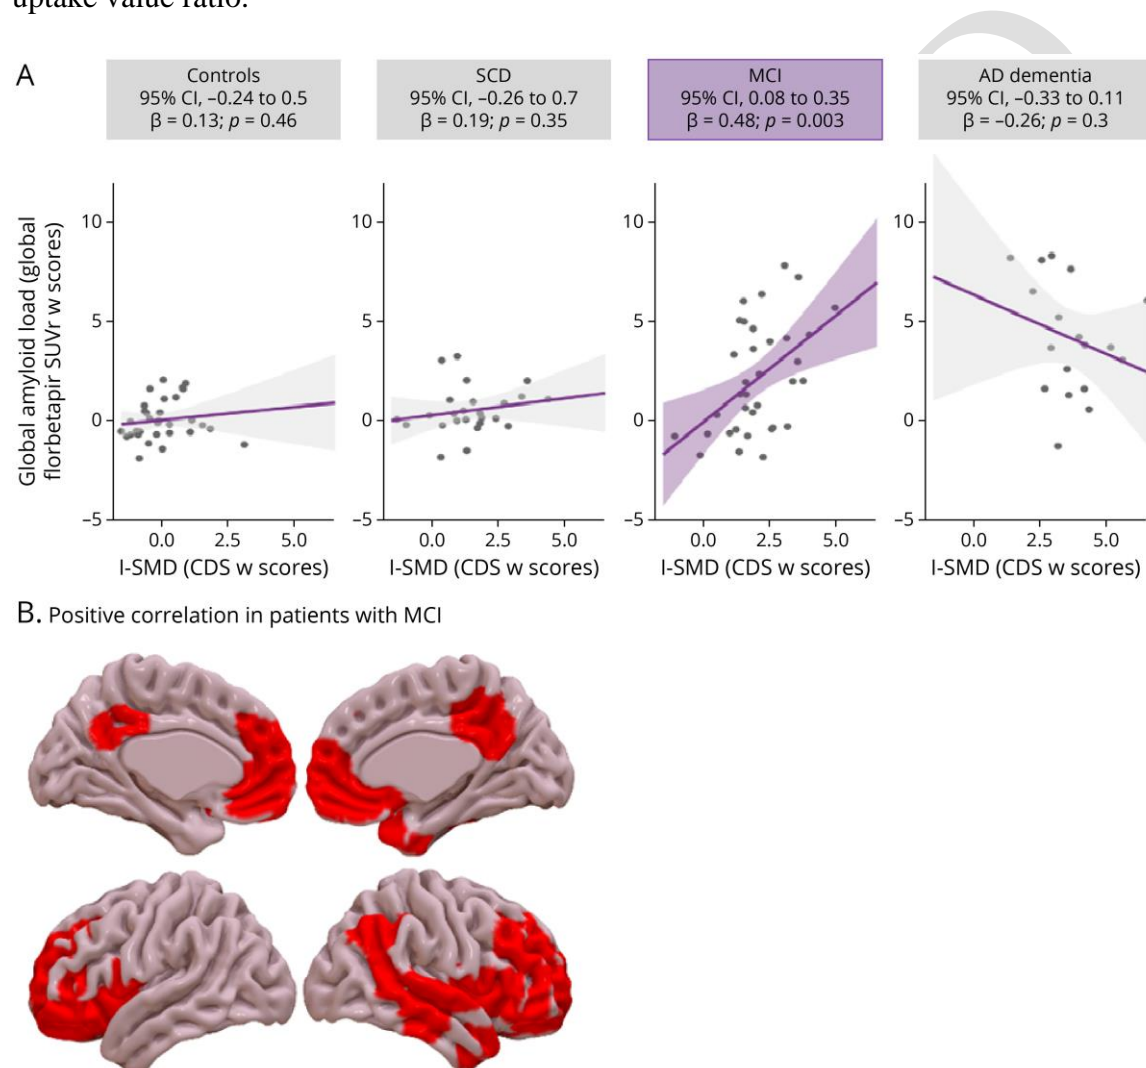 uptake value ratio.
A
Controls
95% CI, –0.24 to 0.5
β = 0.13; p = 0.46
SCD
95% CI, –0.26 to 0.7
β = 0.19; p = 0.35
MCI
95% CI, 0.08 to 0.35
β = 0.48; p = 0.003
AD dementia
95% CI, –0.33 to 0.11
β = –0.26; p = 0.3
Global amyloid load (global
florbetapir SUVr w scores)
10
5
0
–5
0.0 2.5 5.0
I-SMD (CDS w scores)
10
5
0
–5
0.0 2.5 5.0
I-SMD (CDS w scores)
10
5
0
–5
0.0 2.5 5.0
I-SMD (CDS w scores)
10
5
0
–5
0.0 2.5 5.0
I-SMD (CDS w scores)
B. Positive correlation in patients with MCI